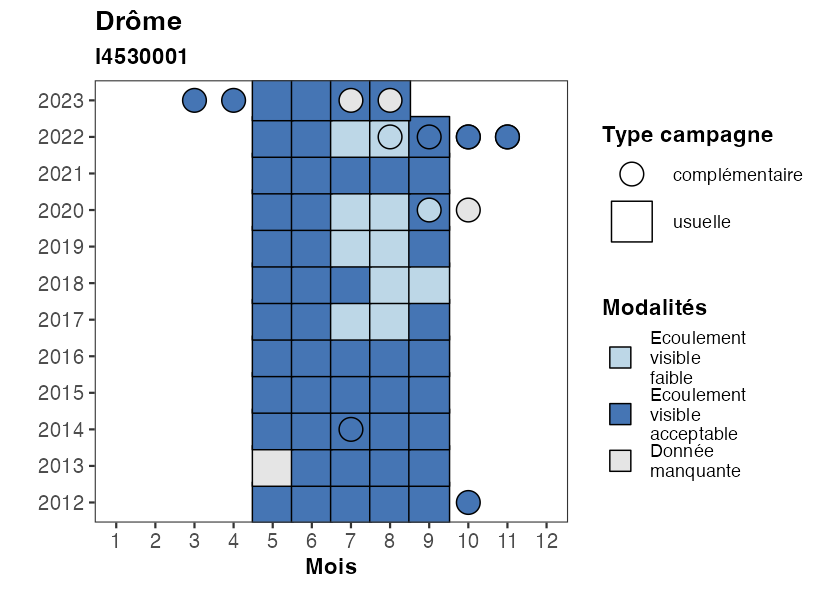 Drôme
I4530001
2023
2022
2021
2020
2019
2018
2017
2016
2015
2014
2013
2012
1 2 3 4 5 6 7 8 9 10 11 12
Mois
Type campagne
complémentaire
usuelle
Modalités
Ecoulement
visible
faible
Ecoulement
visible
acceptable
Donnée
manquante